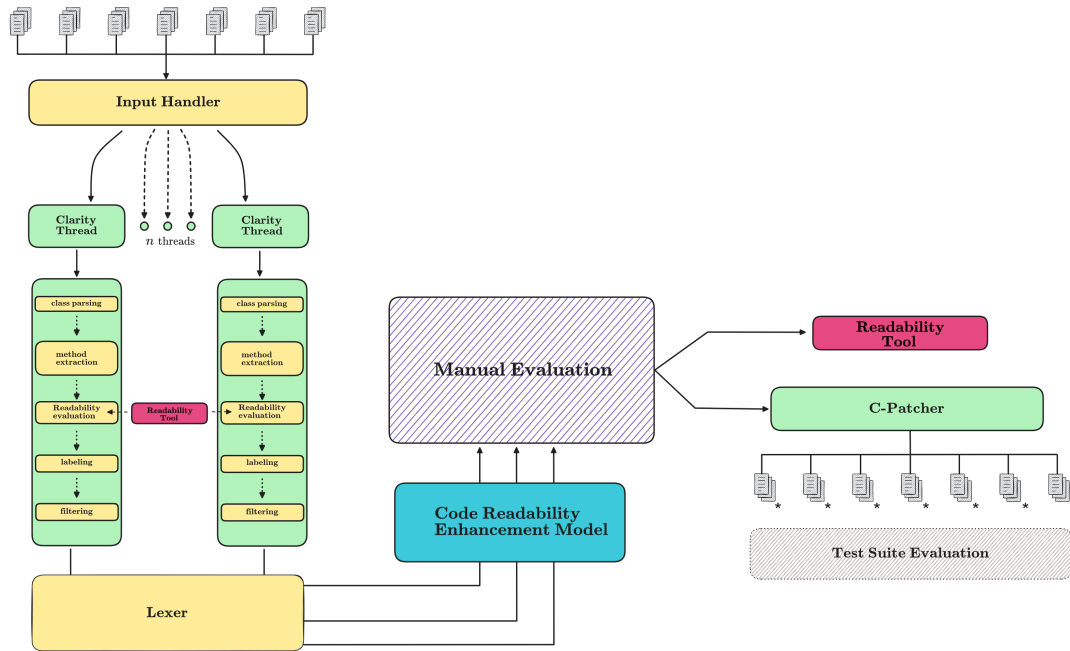 Input Handler
Clarity
Thread
n threads
Clarity
Thread
class parsing
method
extraction
Readability
evaluation
labeling
filtering
Readability
Tool
class parsing
method
extraction
Readability
evaluation
labeling
filtering
Lexer
Code Readability
Enhancement Model
Manual Evaluation
Readability
Tool
C-Patcher
* * * * * *
Test Suite Evaluation